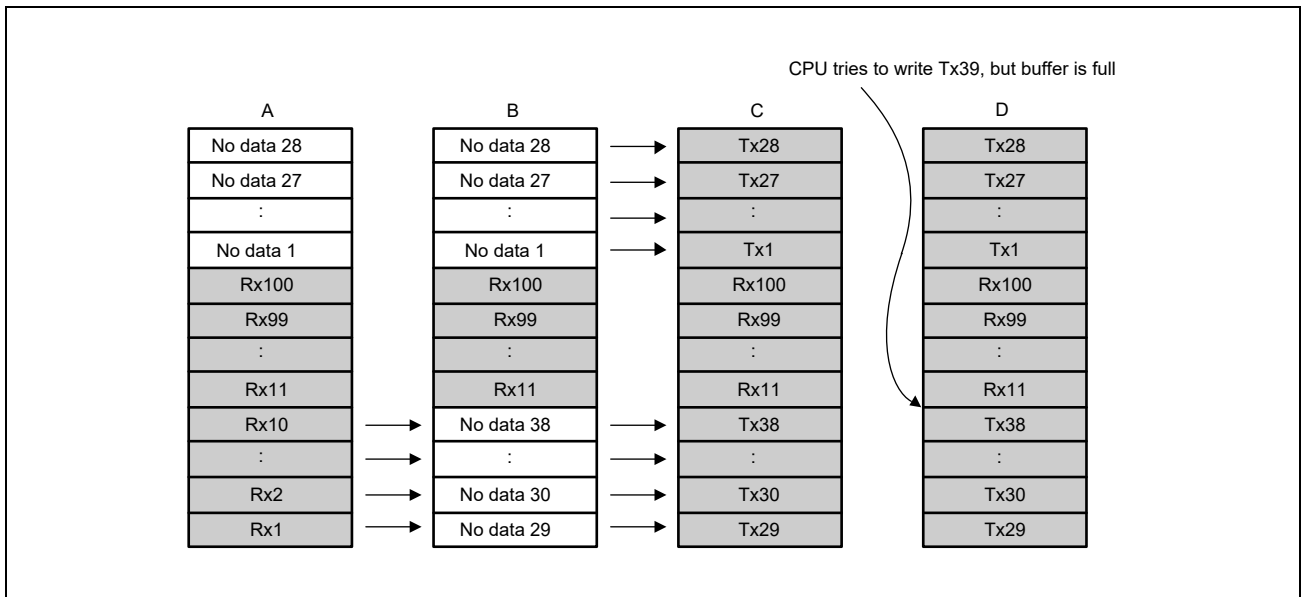 CPU tries to write Tx39, but buffer is full
A B C D
No data 28 No data 28 Tx28 Tx28
No data 27 No data 27 Tx27 Tx27
: : : :
No data 1 No data 1 Tx1 Tx1
Rx100 Rx100 Rx100 Rx100
Rx99 Rx99 Rx99 Rx99
: : : :
Rx11 Rx11 Rx11 Rx11
Rx10 No data 38 Tx38 Tx38
: : : :
Rx2 No data 30 Tx30 Tx30
Rx1 No data 29 Tx29 Tx29